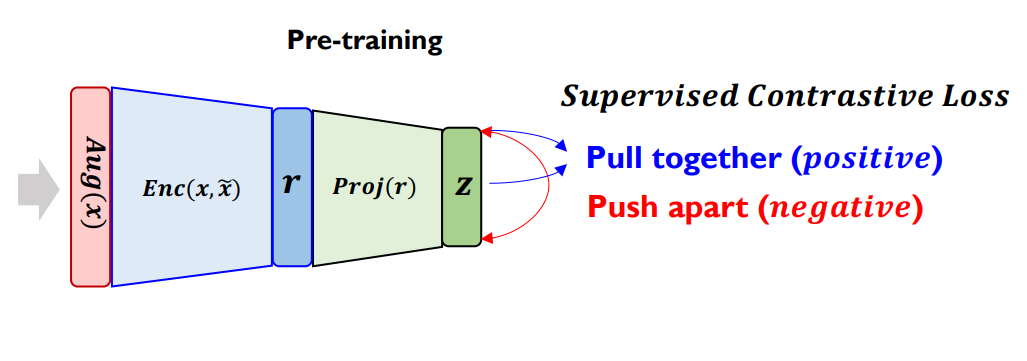 Pre-training
Supervised Contrastive Loss
Aug(x)
Enc(x, x̃)
r
Proj(r)
z
Pull together (positive)
Push apart (negative)